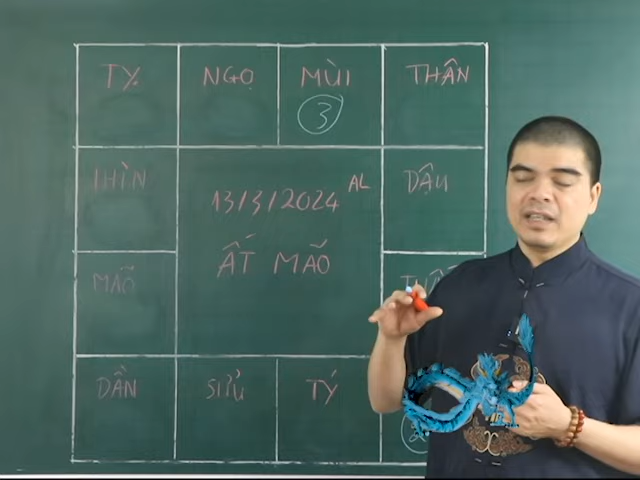 TỴ NGỌ MÙI THÂN
3
THÌN DẬU
13/3/2024 AL
ẤT MÃO
MÃO
DẦN SỬU TÝ